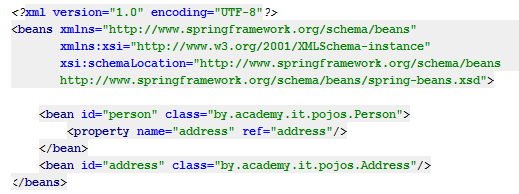 <?xml version="1.0" encoding="UTF-8"?>
<beans xmlns="http://www.springframework.org/schema/beans"
xmlns:xsi="http://www.w3.org/2001/XMLSchema-instance"
xsi:schemaLocation="http://www.springframework.org/schema/beans
http://www.springframework.org/schema/beans/spring-beans.xsd">
<bean id="person" class="by.academy.it.pojos.Person">
<property name="address" ref="address"/>
</bean>
<bean id="address" class="by.academy.it.pojos.Address"/>
</beans>